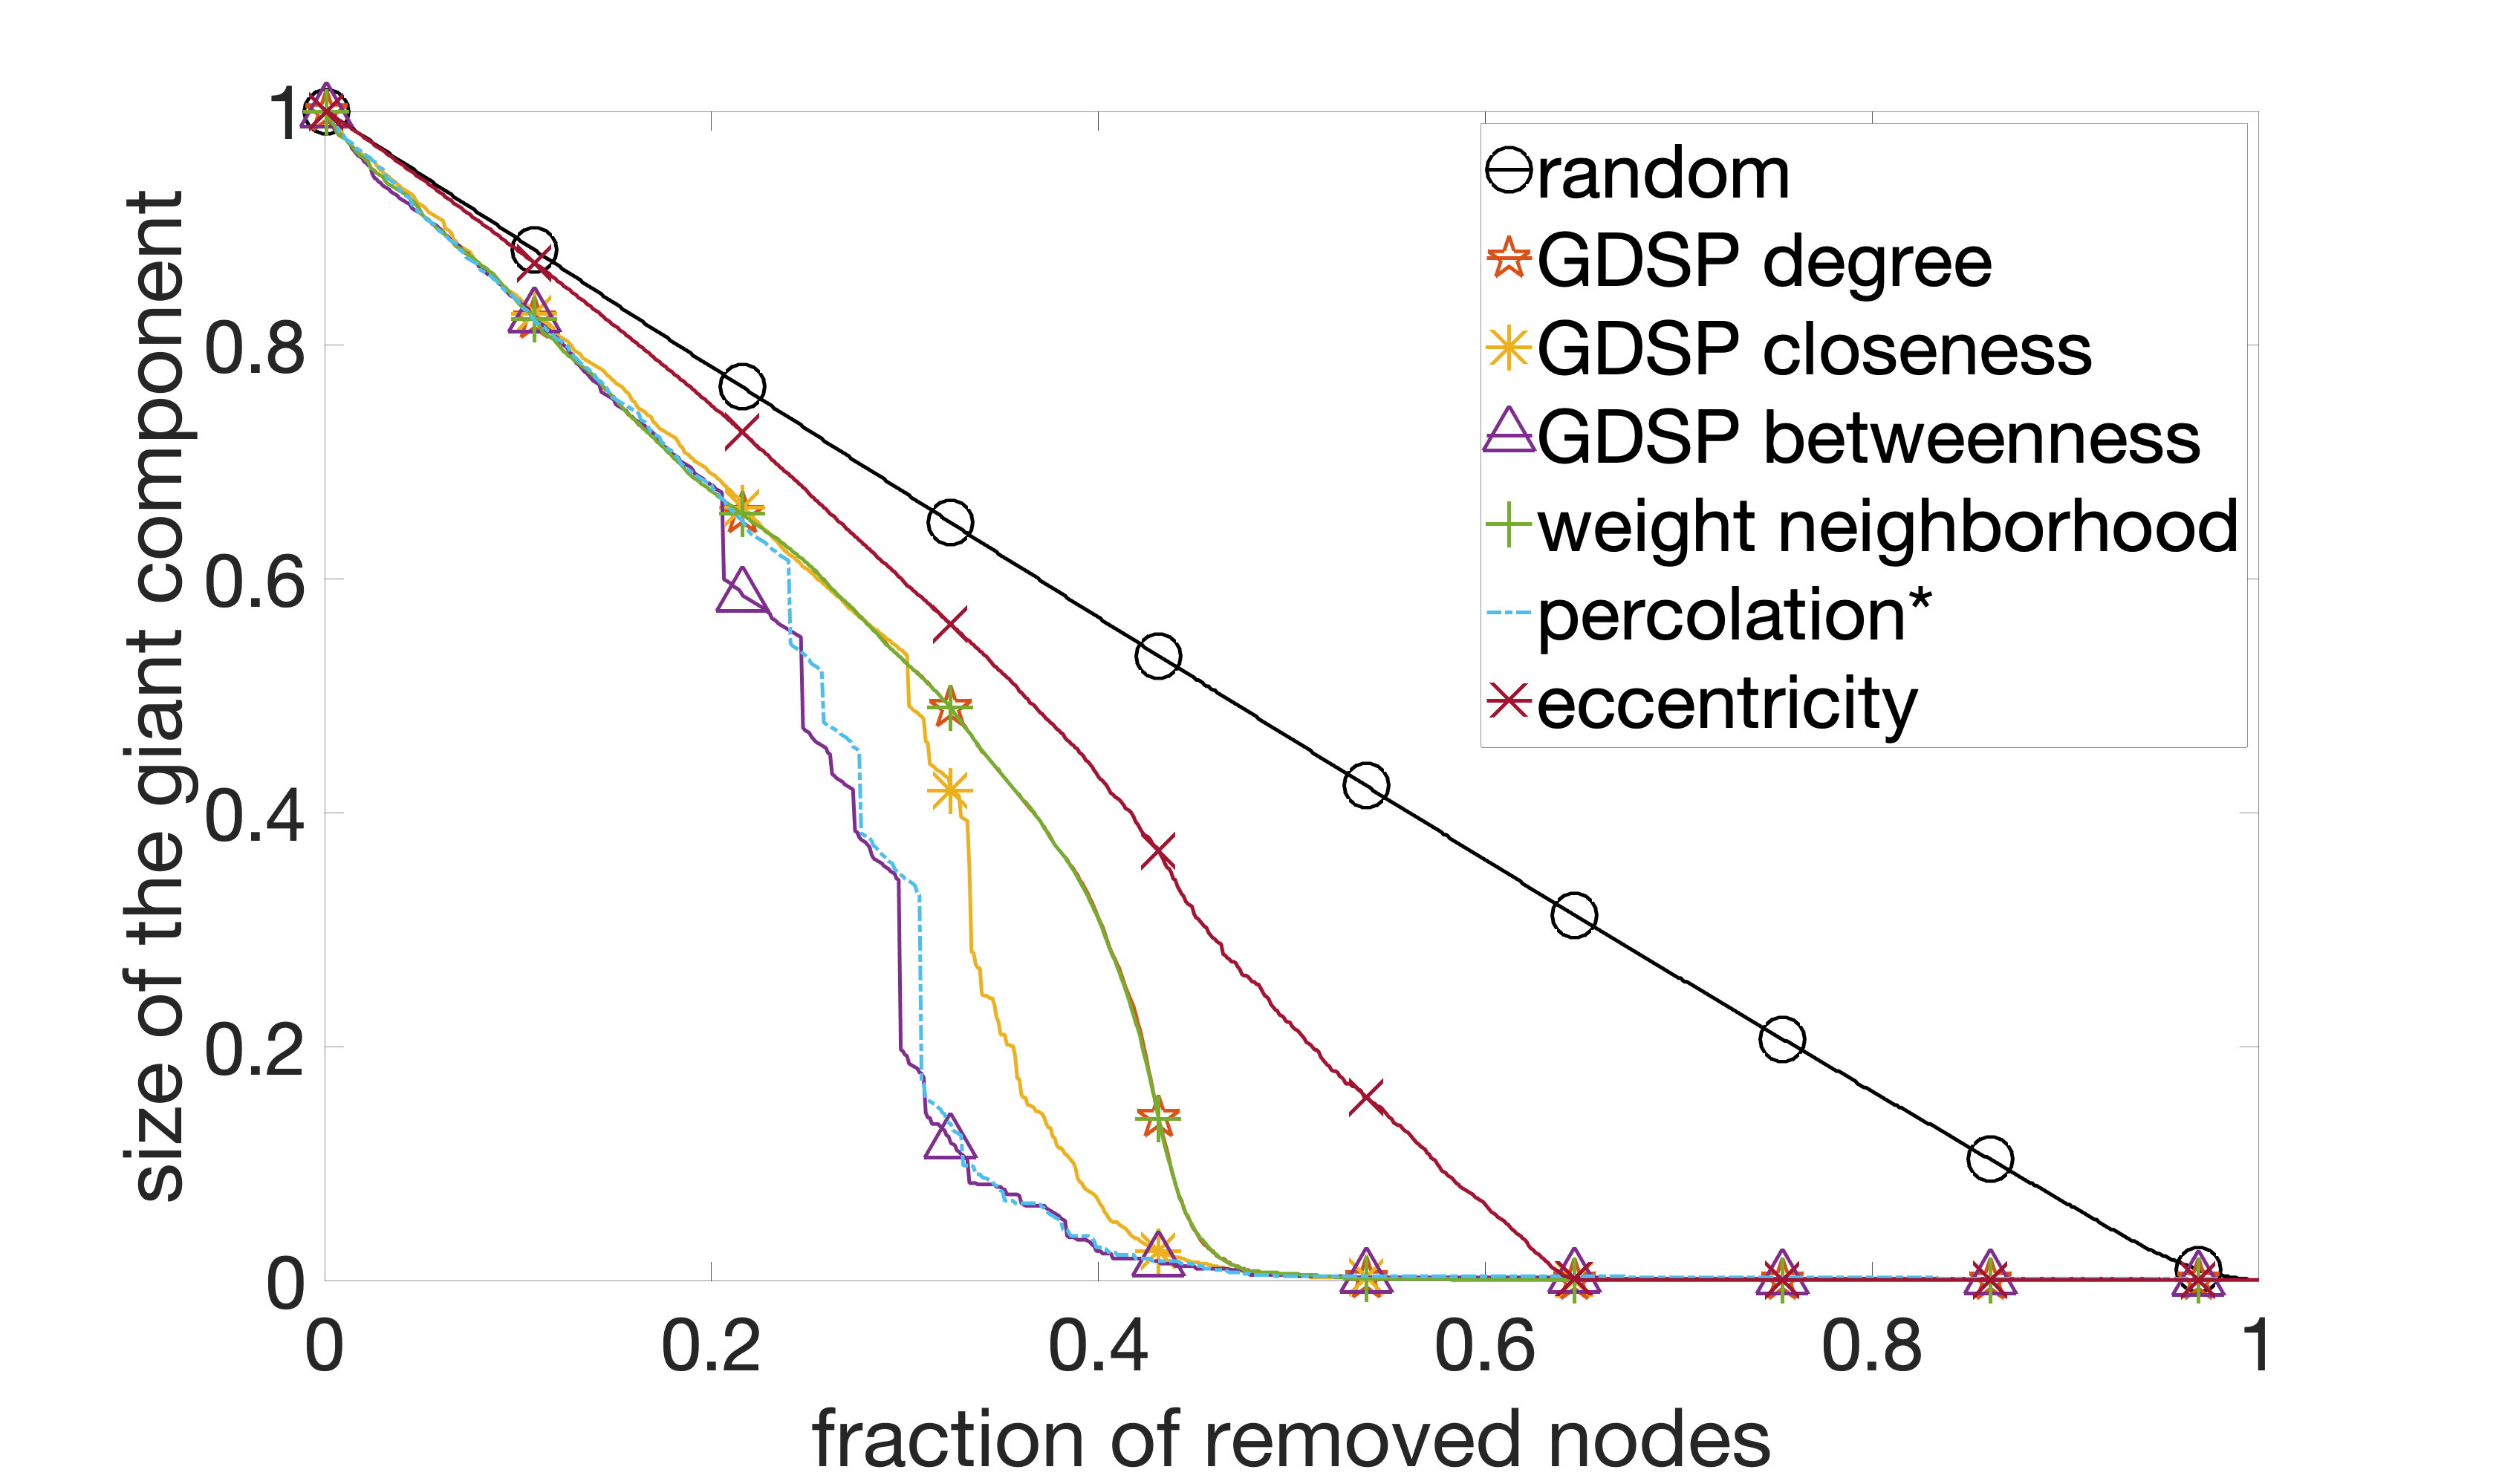 size of the giant component
1
0.8
0.6
0.4
0.2
0
random
GDSP degree
GDSP closeness
GDSP betweenness
weight neighborhood
percolation*
eccentricity
0 0.2 0.4 0.6 0.8 1
fraction of removed nodes